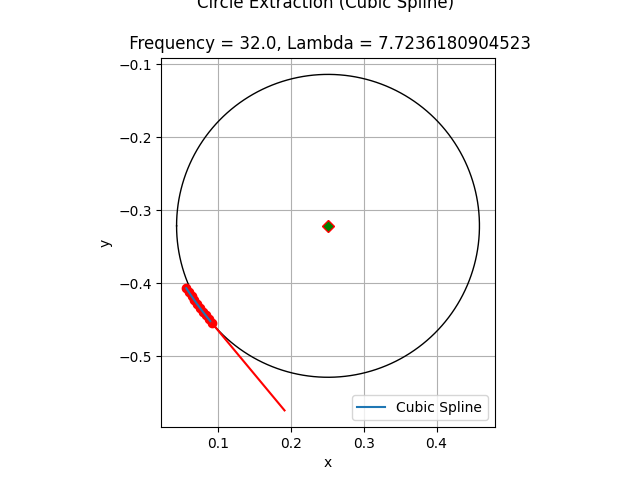 Circle Extraction (Cubic Spline)
Frequency = 32.0, Lambda = 7.7236180904523
−0.1
−0.2
−0.3
−0.4
−0.5
y
0.1 0.2 0.3 0.4
x
Cubic Spline